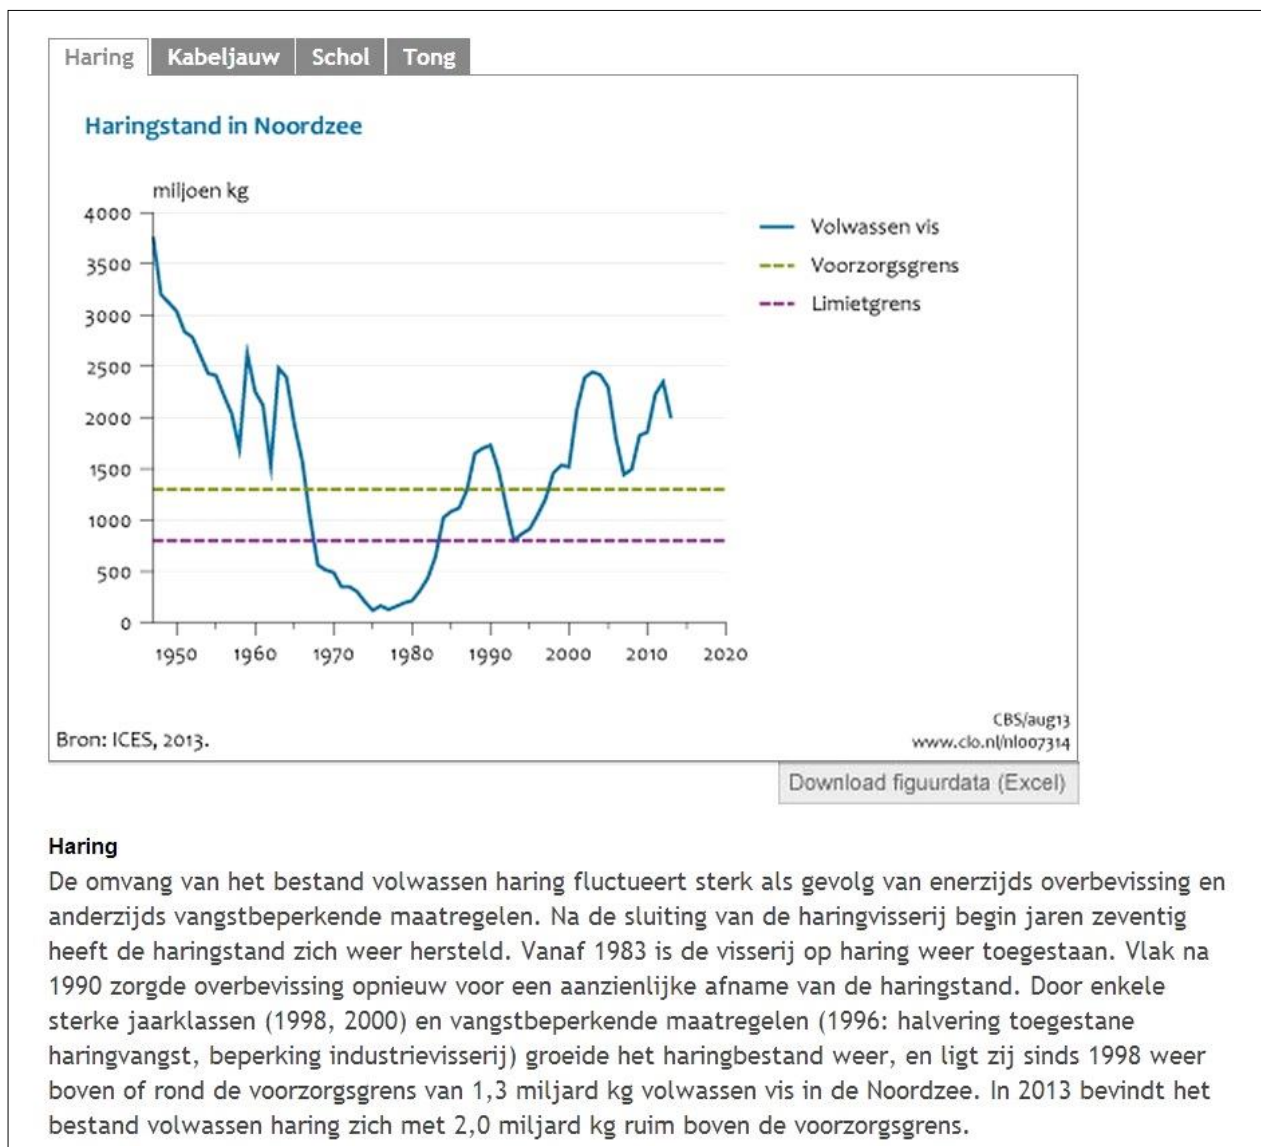 Haring Kabeljauw Schol Tong
Haringstand in Noordzee
miljoen kg
4000
3500
3000
2500
2000
1500
1000
500
0
1950 1960 1970 1980 1990 2000 2010 2020
Volwassen vis
Voorzorgsgrens
Limietgrens
Bron: ICES, 2013.
CBS/aug13
www.clo.nl/nl007314
Download figuurdata (Excel)
Haring
De omvang van het bestand volwassen haring fluctueert sterk als gevolg van enerzijds overbevissing en
anderzijds vangstbeperkende maatregelen. Na de sluiting van de haringvisserij begin jaren zeventig
heeft de haringstand zich weer hersteld. Vanaf 1983 is de visserij op haring weer toegestaan. Vlak na
1990 zorgde overbevissing opnieuw voor een aanzienlijke afname van de haringstand. Door enkele
sterke jaarklassen (1998, 2000) en vangstbeperkende maatregelen (1996: halvering toegestane
haringvangst, beperking industrievisserij) groeide het haringbestand weer, en ligt zij sinds 1998 weer
boven of rond de voorzorgsgrens van 1,3 miljard kg volwassen vis in de Noordzee. In 2013 bevindt het
bestand volwassen haring zich met 2,0 miljard kg ruim boven de voorzorgsgrens.